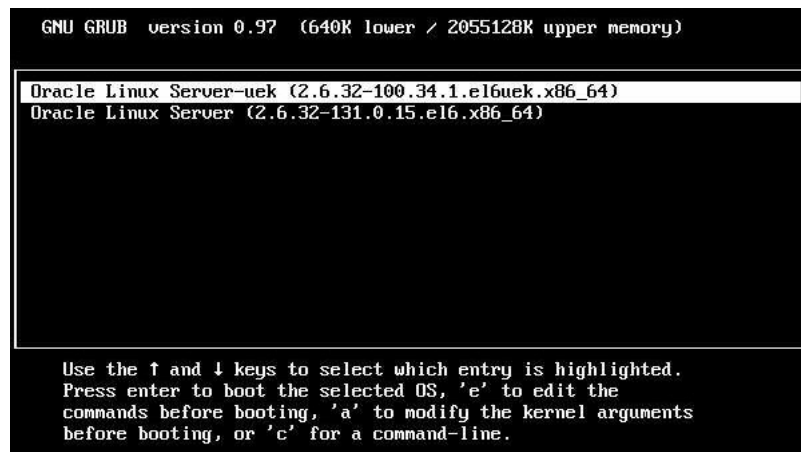 GNU GRUB version 0.97 (640K lower / 2055128K upper memory)
Oracle Linux Server-uek (2.6.32-100.34.1.el6uek.x86_64)
Oracle Linux Server (2.6.32-131.0.15.el6.x86_64)
Use the ↑ and ↓ keys to select which entry is highlighted.
Press enter to boot the selected OS, 'e' to edit the
commands before booting, 'a' to modify the kernel arguments
before booting, or 'c' for a command-line.